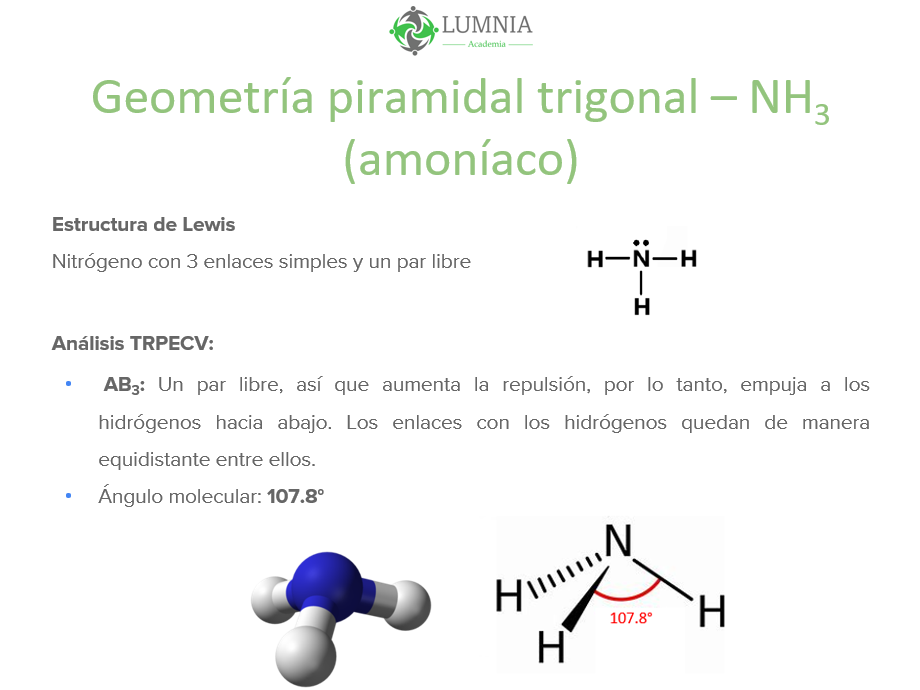 LUMNIA
Academia
Geometría piramidal trigonal – NH₃
(amoníaco)
Estructura de Lewis
Nitrógeno con 3 enlaces simples y un par libre
H N H
H
Análisis TRPECV:
• AB₃: Un par libre, así que aumenta la repulsión, por lo tanto, empuja a los
hidrógenos hacia abajo. Los enlaces con los hidrógenos quedan de manera
equidistante entre ellos.
• Ángulo molecular: 107.8°
N
H
H
H
107.8°